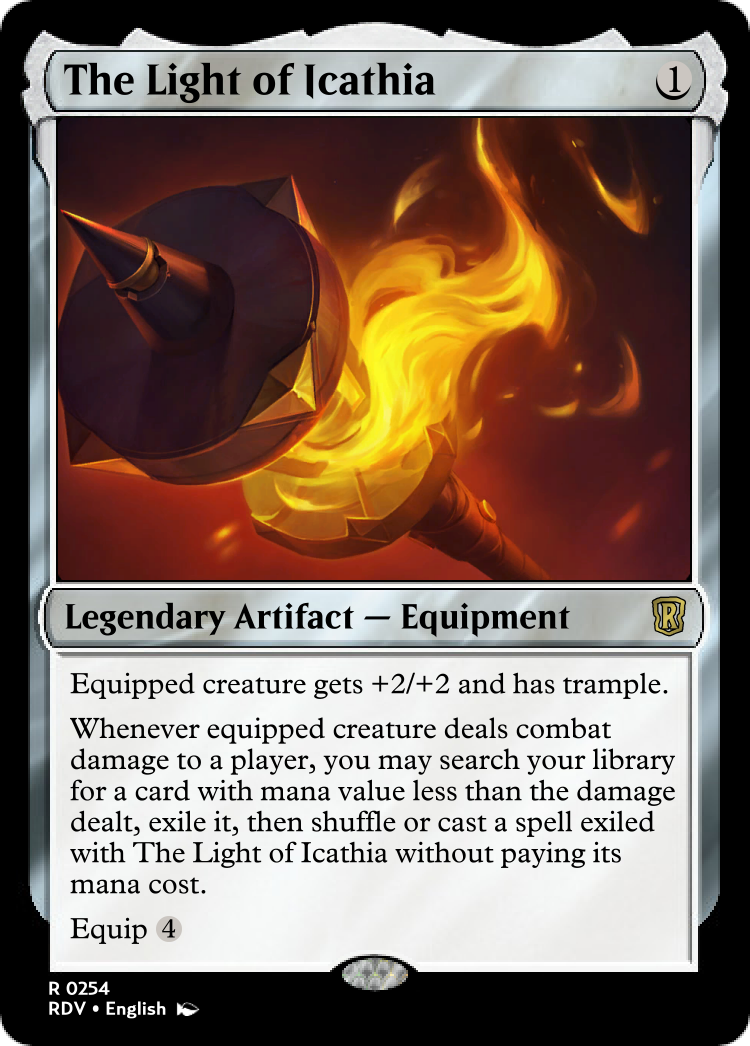 The Light of Icathia 1
Legendary Artifact — Equipment R
Equipped creature gets +2/+2 and has trample.
Whenever equipped creature deals combat
damage to a player, you may search your library
for a card with mana value less than the damage
dealt, exile it, then shuffle or cast a spell exiled
with The Light of Icathia without paying its
mana cost.
Equip 4
R 0254
RDV • English